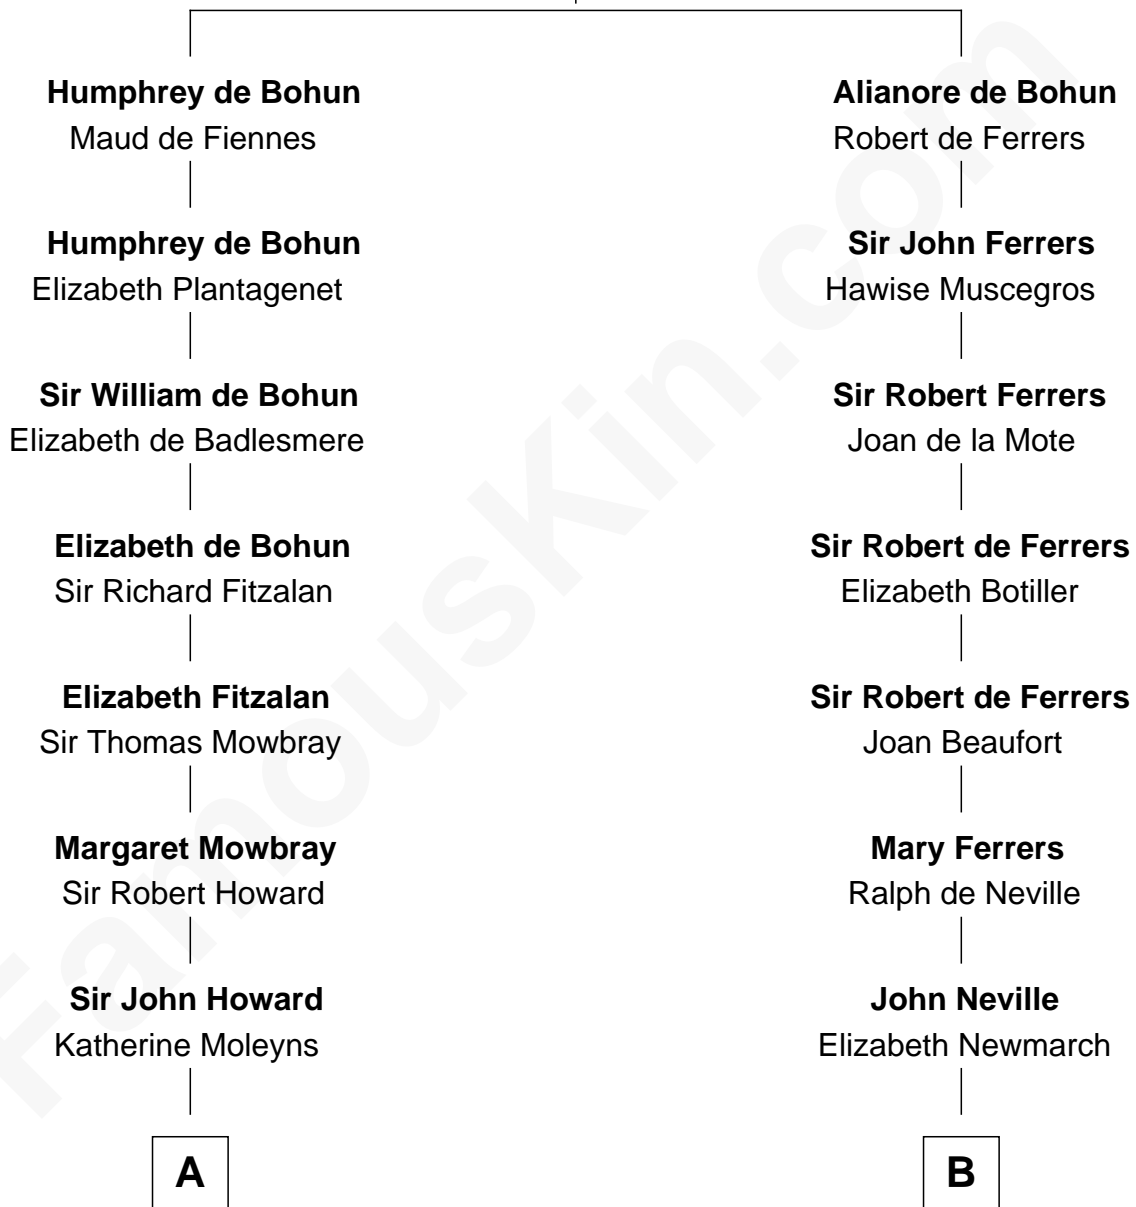 Humphrey de Bohun
Maud de Fiennes
Humphrey de Bohun
Elizabeth Plantagenet
Sir William de Bohun
Elizabeth de Badlesmere
Elizabeth de Bohun
Sir Richard Fitzalan
Elizabeth Fitzalan
Sir Thomas Mowbray
Margaret Mowbray
Sir Robert Howard
Sir John Howard
Katherine Moleyns
A
Alianore de Bohun
Robert de Ferrers
Sir John Ferrers
Hawise Muscegros
Sir Robert Ferrers
Joan de la Mote
Sir Robert de Ferrers
Elizabeth Botiller
Sir Robert de Ferrers
Joan Beaufort
Mary Ferrers
Ralph de Neville
John Neville
Elizabeth Newmarch
B
FamousKin.com